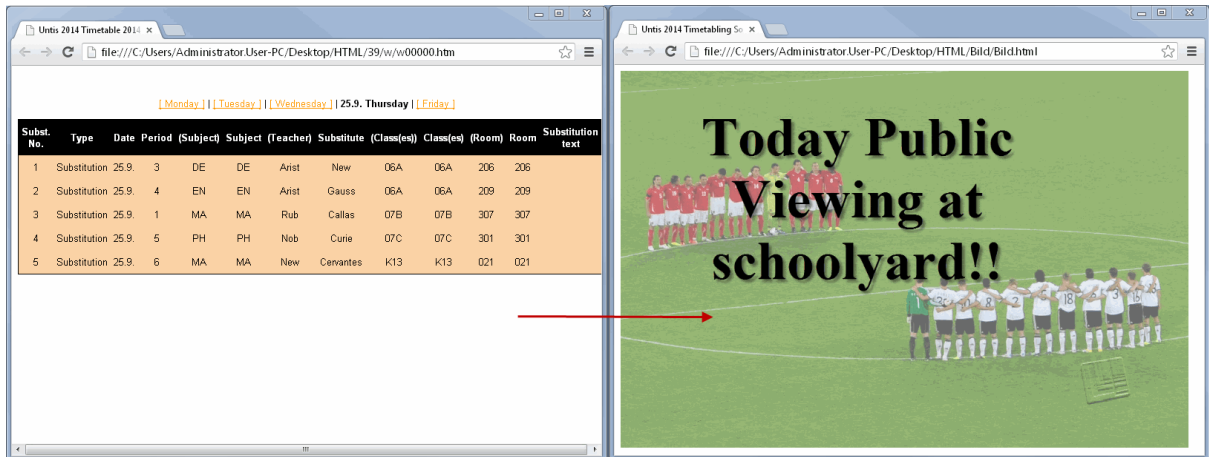 Untis 2014 Timetable 2014
file:///C:/Users/Administrator.User-PC/Desktop/HTML/39/w/w00000.htm
[ Monday ] | [ Tuesday ] | [ Wednesday ] | 25.9. Thursday | [ Friday ]
Subst. No. Type Date Period (Subject) Subject (Teacher) Substitute (Class(es)) Class(es) (Room) Room Substitution text
1 Substitution 25.9. 3 DE DE Arist New 06A 06A 206 206
2 Substitution 25.9. 4 EN EN Arist Gauss 06A 06A 209 209
3 Substitution 25.9. 1 MA MA Rub Callas 07B 07B 307 307
4 Substitution 25.9. 5 PH PH Nob Curie 07C 07C 301 301
5 Substitution 25.9. 6 MA MA New Cervantes K13 K13 021 021
Untis 2014 Timetabling So
file:///C:/Users/Administrator.User-PC/Desktop/HTML/Bild/Bild.html
Today Public
Viewing at
schoolyard!!